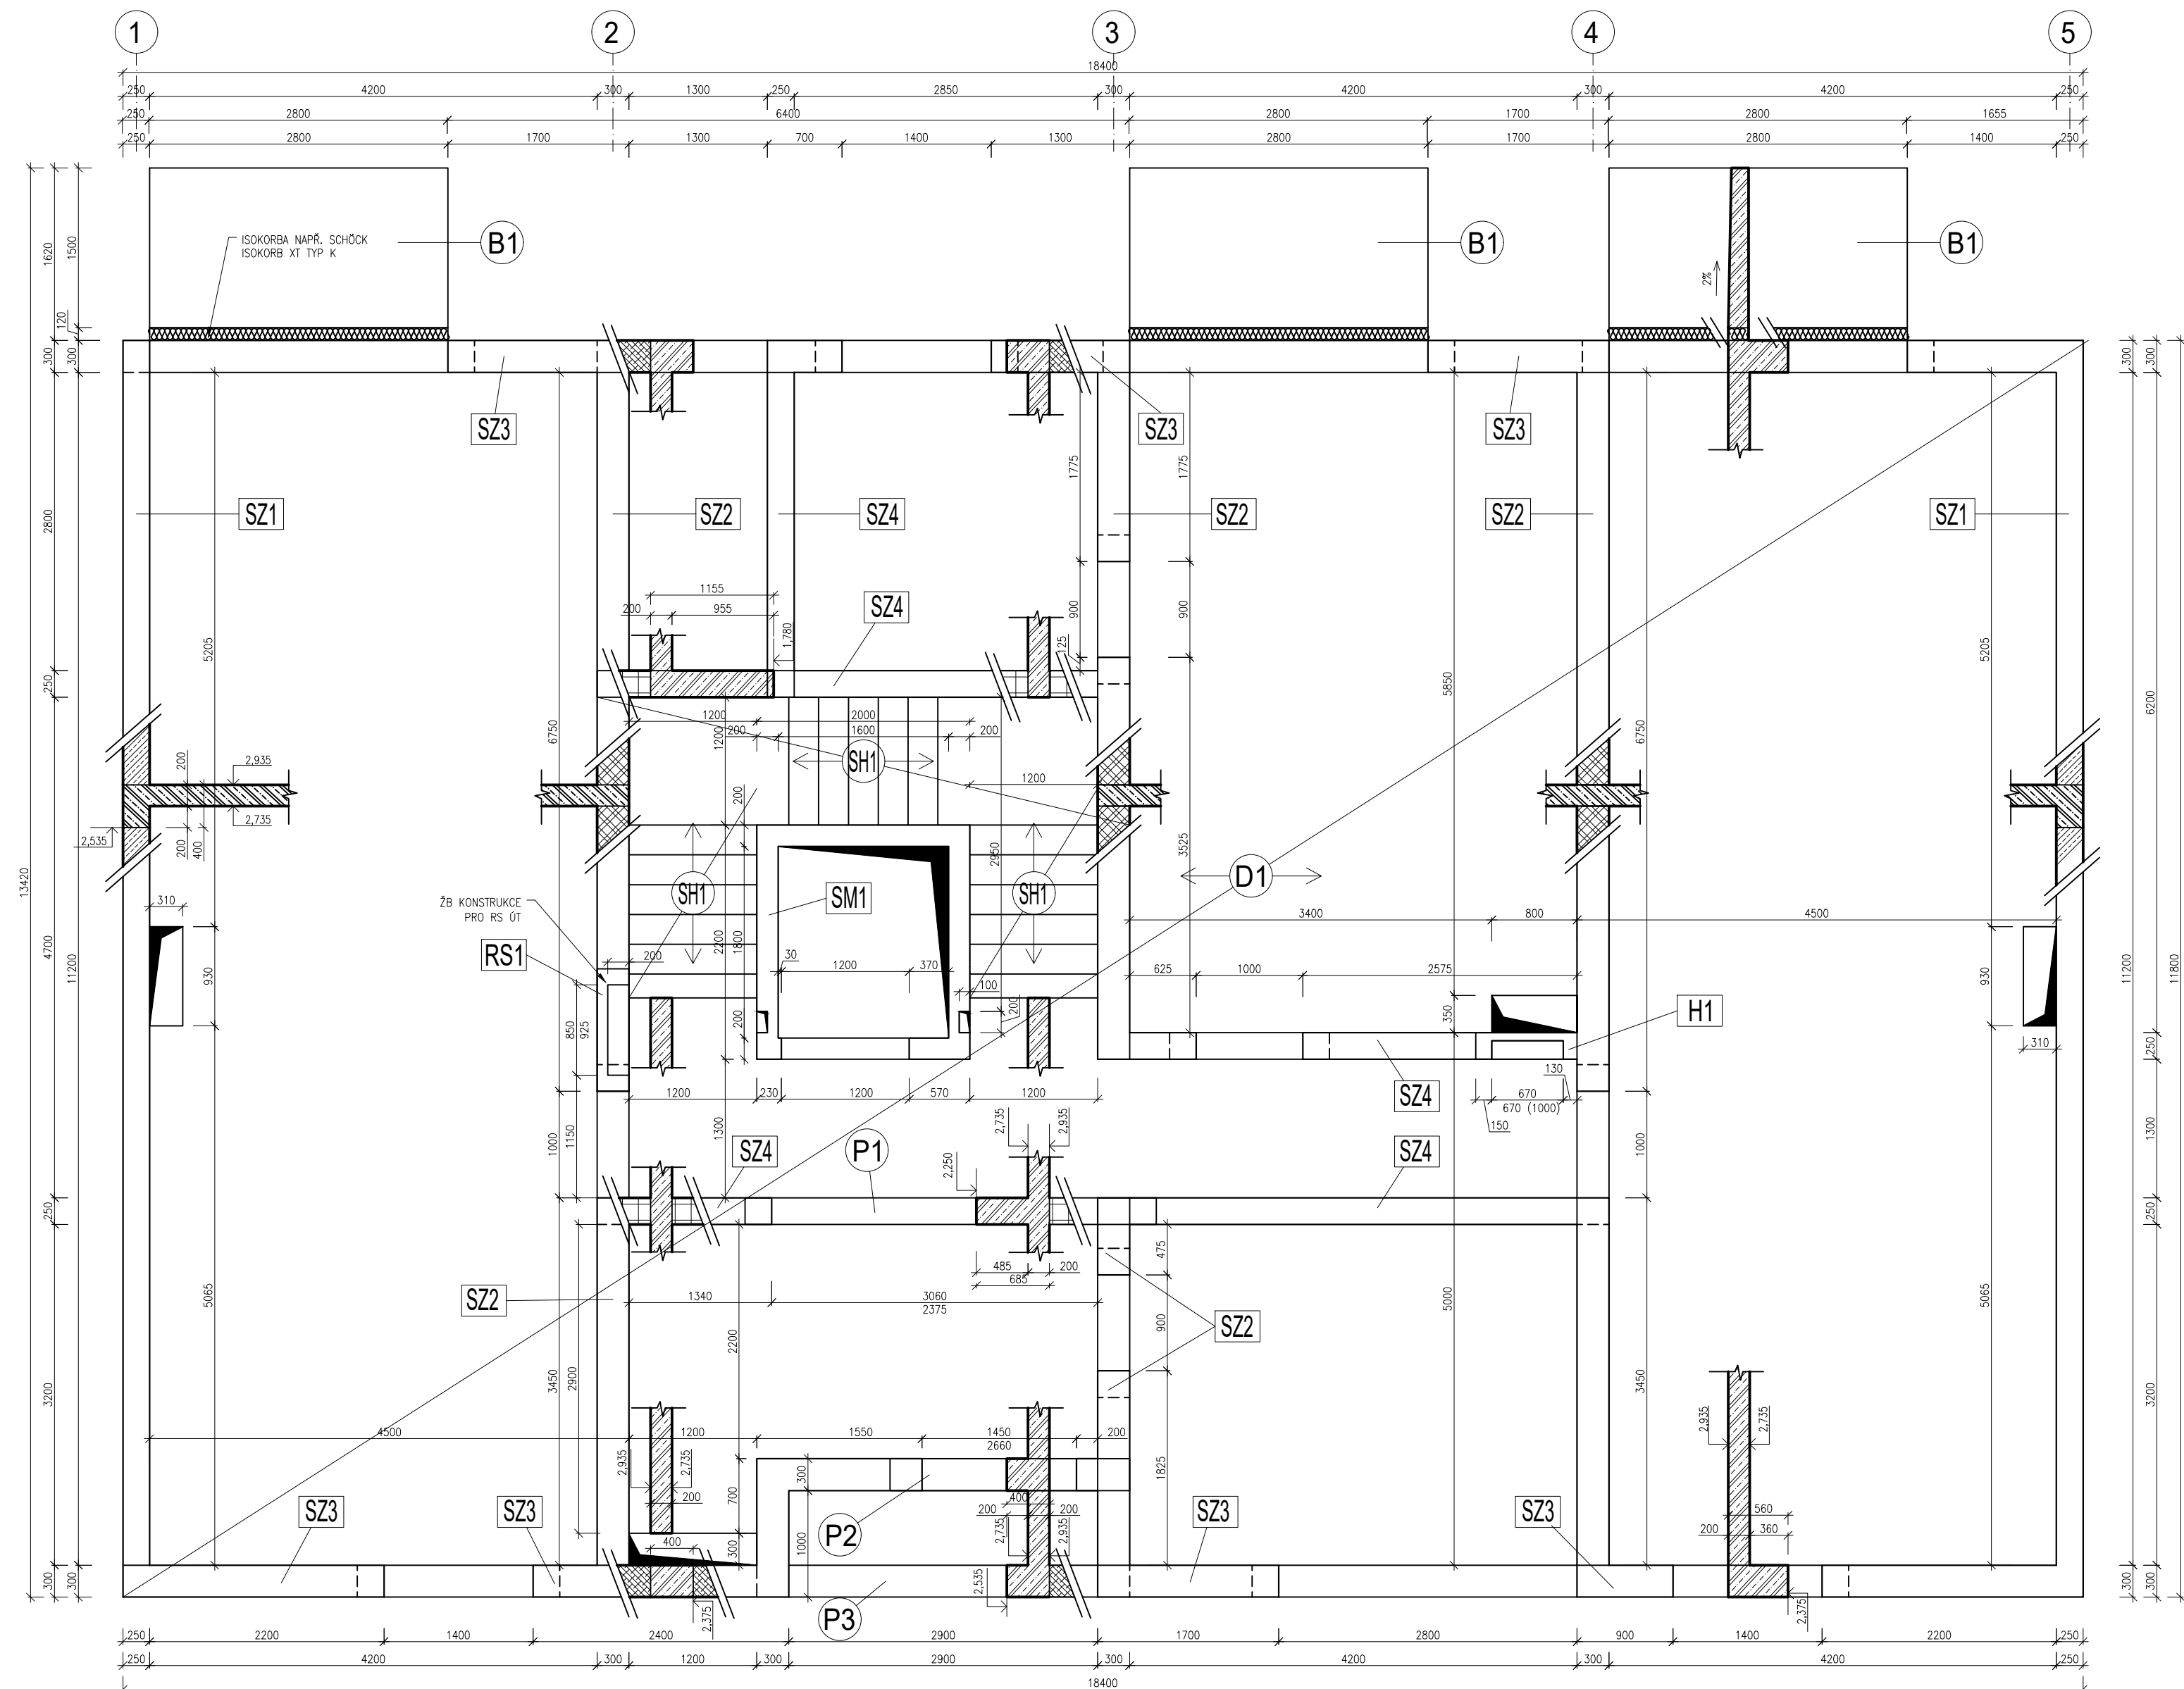 1 2 3 4 5
18400
250 4200 300 1300 250 2850 300 4200 300 4200 250
250 2800 6400 2800 1700 2800 1655
250 2800 1700 1300 700 1400 1300 2800 1700 2800 1400 250
ISOKORBA NAPŘ. SCHÖCK
ISOKORB XT TYP K
B1 B1 B1
2%
1620 1500
120
300 300 300 300
SZ3 SZ3 SZ3
1775 1775
SZ1 SZ2 SZ4 SZ2 SZ2 SZ1
2800
1155
200 955
SZ4
1,780
900 900
125
5205 5850 5205
250
6750 6750
6200
1200 2000
200 1600 200
1200
SH1
1200
200 2,935
2,735
200 400
2,535
200
2950
3525
D1
13420
4700
11200
310
930
ŽB KONSTRUKCE
PRO RS ÚT
RS1
200
SH1 SM1 SH1
2200 1800
30
1200 370
100
200
200
3400 800 4500
625 1000 2575
350
H1
930
310
11200 11800
250
850 925
1200 230 1200 570 1200
SZ4
130
670
670 (1000)
150
1000 1150
1300
SZ4
P1
2,735 2,935
2,250
SZ4
1000
1300
250 250
485 200
685
475
1340 3060
2375
SZ2
SZ2
900
5065 5000 5065
2200
3450 2900
3450
3200 3200
4500 1200 1550 1450 200
2660
2,935 2,735
200
700
300
1825
2,935 2,735
SZ3 SZ3
400
200 200
P2
2,735 2,935
1000
SZ3 SZ3
560
200 360
400
300
300 300 300 300
2,535
2,375
2,375
P3
250 2200 1400 2400 2900 1700 2800 900 1400 2200 250
250 4200 300 1200 300 2900 300 4200 300 4200 250
18400